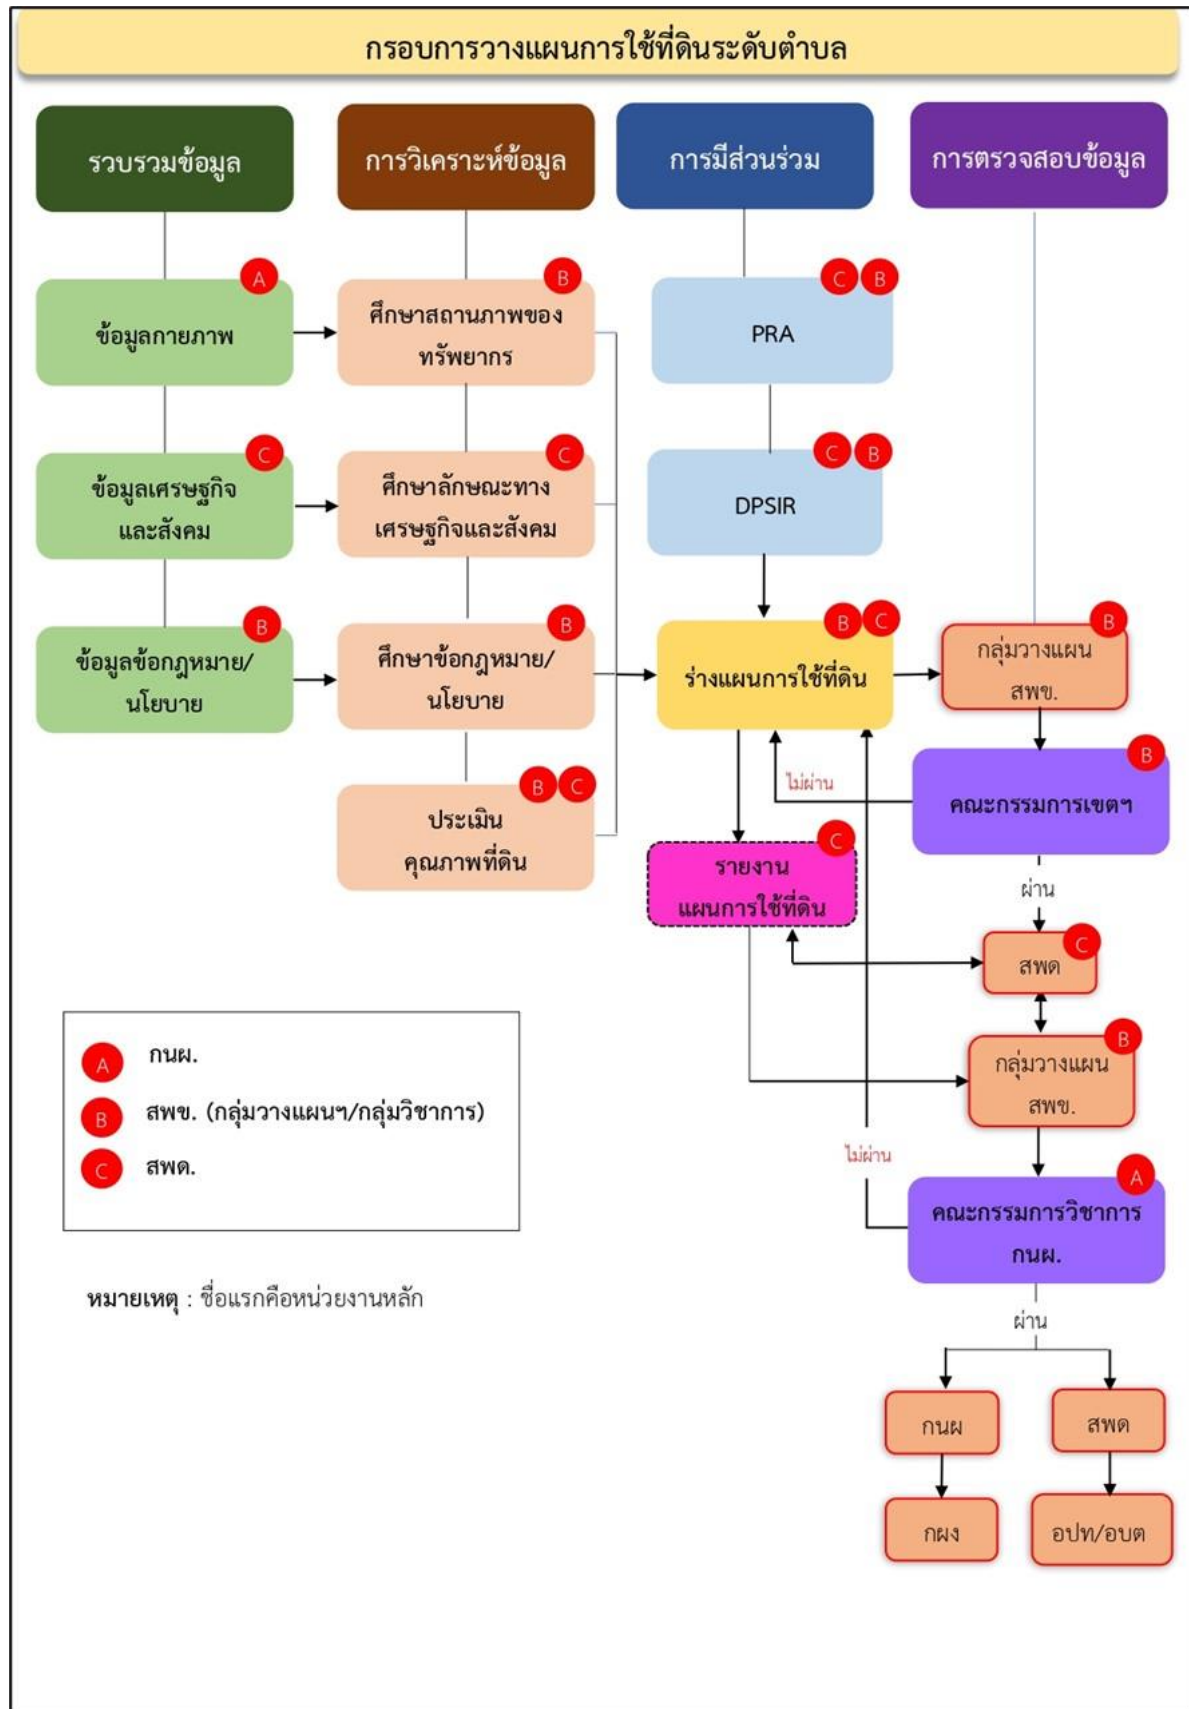 กรอบการวางแผนการใช้ที่ดินระดับตำบล
รวบรวมข้อมูล
การวิเคราะห์ข้อมูล
การมีส่วนร่วม
การตรวจสอบข้อมูล
A
ข้อมูลกายภาพ
B
ศึกษาสถานภาพของ
ทรัพยากร
C B
PRA
C
ข้อมูลเศรษฐกิจ
และสังคม
C
ศึกษาลักษณะทาง
เศรษฐกิจและสังคม
C B
DPSIR
B
ข้อมูลข้อกฎหมาย/
นโยบาย
B
ศึกษาข้อกฎหมาย/
นโยบาย
B C
ร่างแผนการใช้ที่ดิน
B
กลุ่มวางแผน
สพข.
B C
ประเมิน
คุณภาพที่ดิน
ไม่ผ่าน
B
คณะกรรมการเขตฯ
C
รายงาน
แผนการใช้ที่ดิน
ผ่าน
C
สพด
B
กลุ่มวางแผน
สพข.
A กนผ.
B สพข. (กลุ่มวางแผนฯ/กลุ่มวิชาการ)
C สพด.
ไม่ผ่าน
A
คณะกรรมการวิชาการ
กนผ.
หมายเหตุ : ชื่อแรกคือหน่วยงานหลัก
ผ่าน
กนผ
สพด
กผง
อปท/อบต